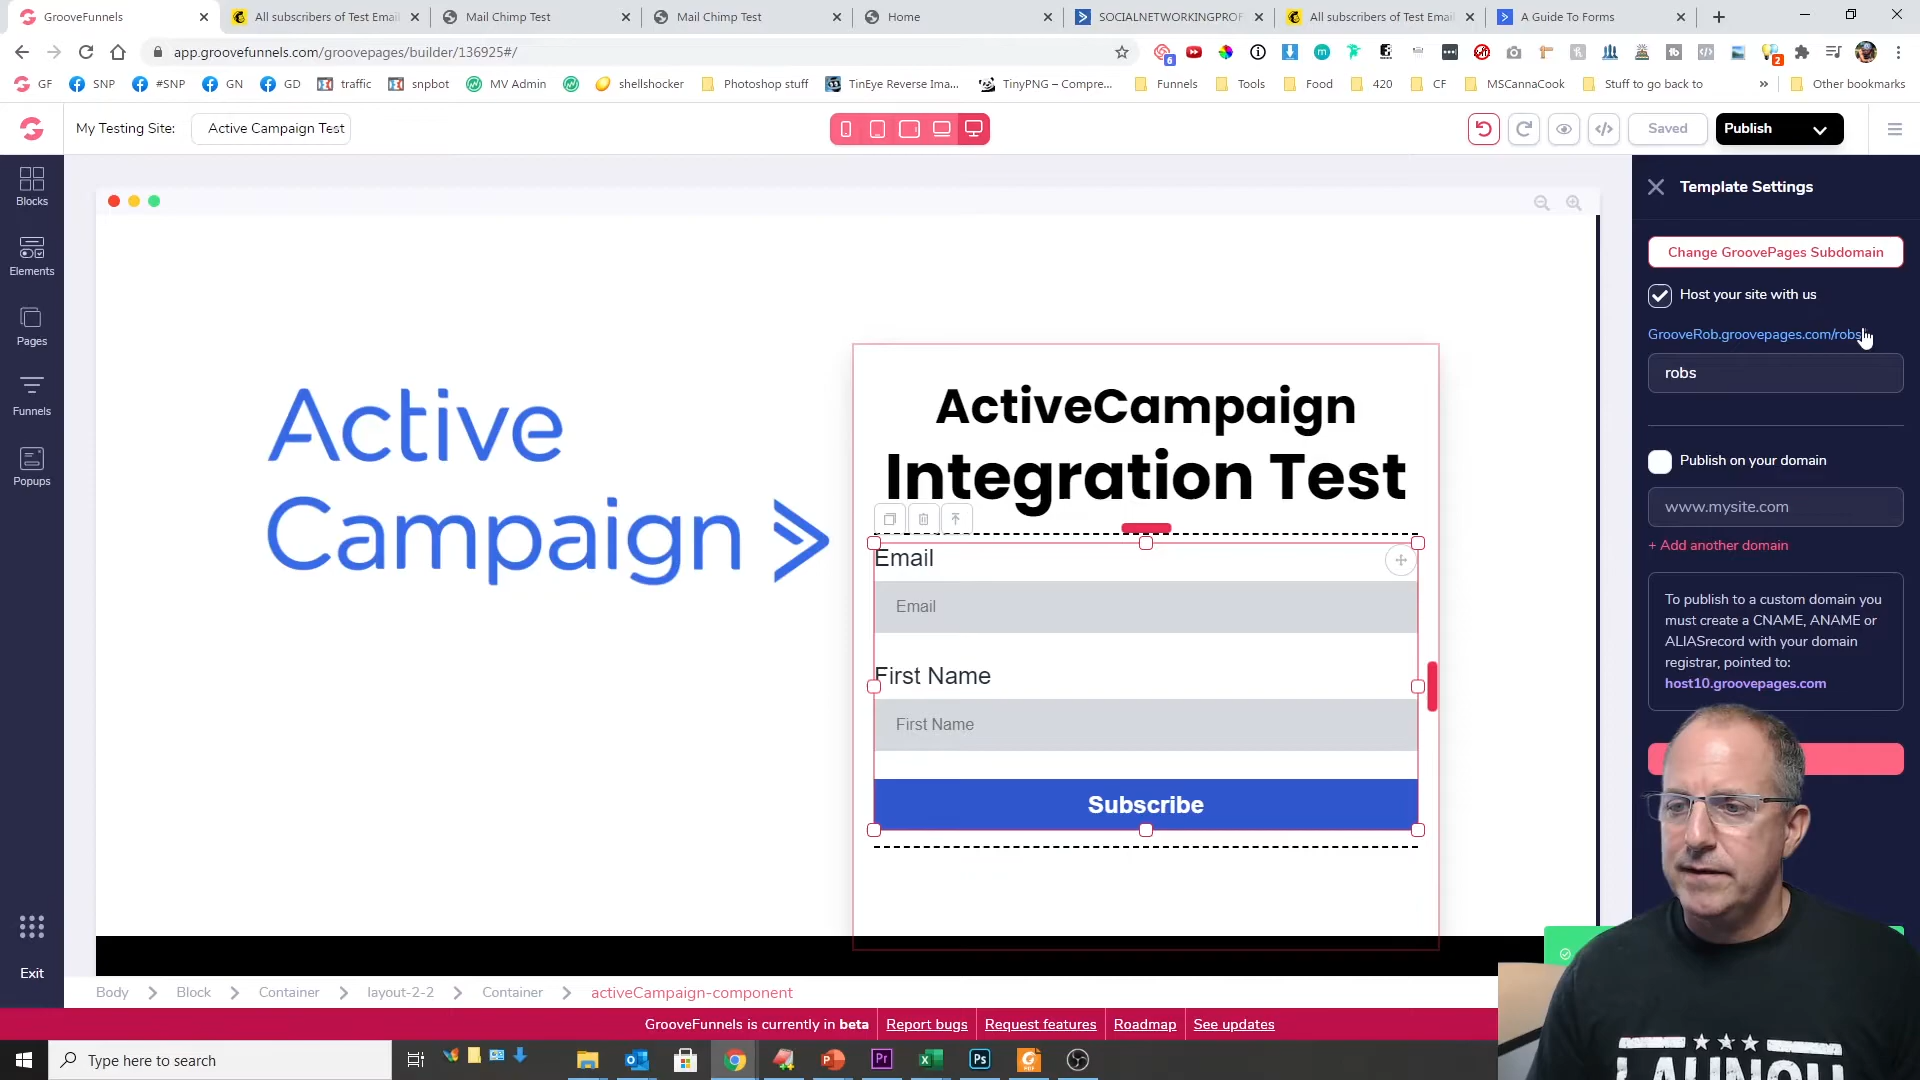 GrooveFunnels
All subscribers of Test Email
Mail Chimp Test
Mail Chimp Test
Home
SOCIALNETWORKINGPROF
All subscribers of Test Email
A Guide To Forms
app.groovefunnels.com/groovepages/builder/136925#/
GF
SNP
#SNP
GN
GD
traffic
snpbot
MV Admin
shellshocker
Photoshop stuff
TinEye Reverse Ima...
TinyPNG – Compre...
Funnels
Tools
Food
420
CF
MSCannaCook
Stuff to go back to
»
Other bookmarks
My Testing Site:
Active Campaign Test
Saved
Publish
Blocks
Elements
Pages
Funnels
Popups
Exit
Active
Campaign
ActiveCampaign
Integration Test
Email
Email
First Name
First Name
Subscribe
Template Settings
Change GroovePages Subdomain
Host your site with us
GrooveRob.groovepages.com/robs
robs
Publish on your domain
www.mysite.com
+ Add another domain
To publish to a custom domain you
must create a CNAME, ANAME or
ALIASrecord with your domain
registrar, pointed to:
host10.groovepages.com
Body
Block
Container
layout-2-2
Container
activeCampaign-component
GrooveFunnels is currently in beta
Report bugs
Request features
Roadmap
See updates
Type here to search
Pr
Ps
LAUNCH